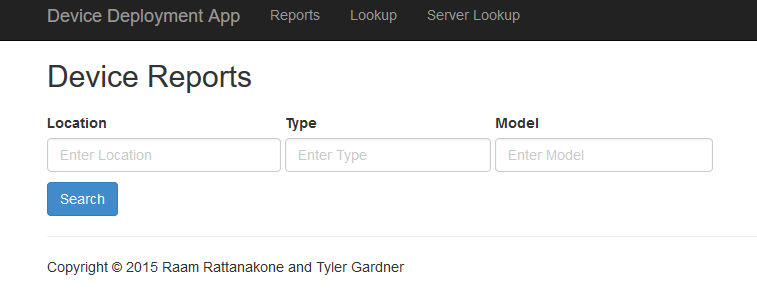 Device Deployment App Reports Lookup Server Lookup
Device Reports
Location Type Model
Enter Location Enter Type Enter Model
Search
Copyright © 2015 Raam Rattanakone and Tyler Gardner